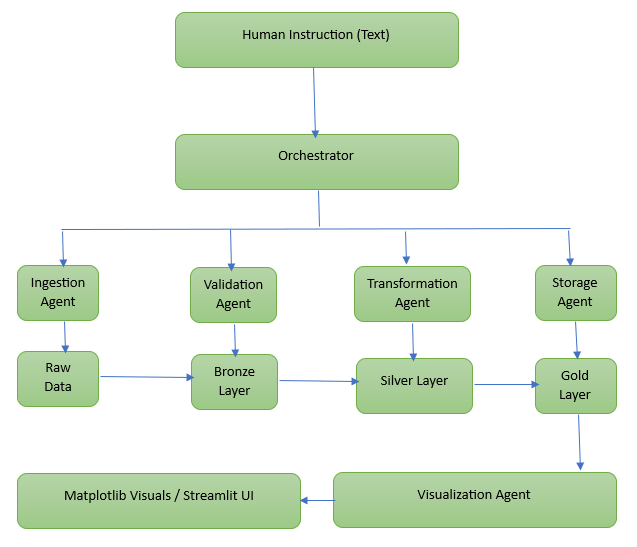 Human Instruction (Text)
Orchestrator
Ingestion
Agent
Validation
Agent
Transformation
Agent
Storage
Agent
Raw
Data
Bronze
Layer
Silver Layer
Gold
Layer
Matplotlib Visuals / Streamlit UI
Visualization Agent